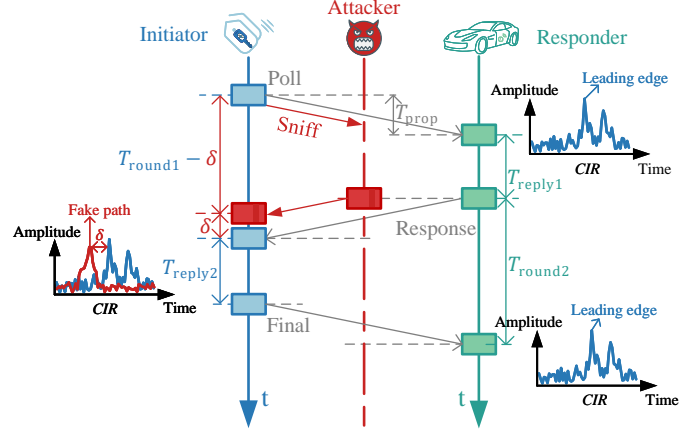 Attacker
Initiator
Responder
Poll
Leading edge
Amplitude
T_prop
Sniff
CIR
Time
T_round1 − δ
T_reply1
Fake path
δ
Amplitude
δ
Response
T_reply2
T_round2
CIR
Time
Final
Amplitude
Leading edge
CIR
Time
t
t